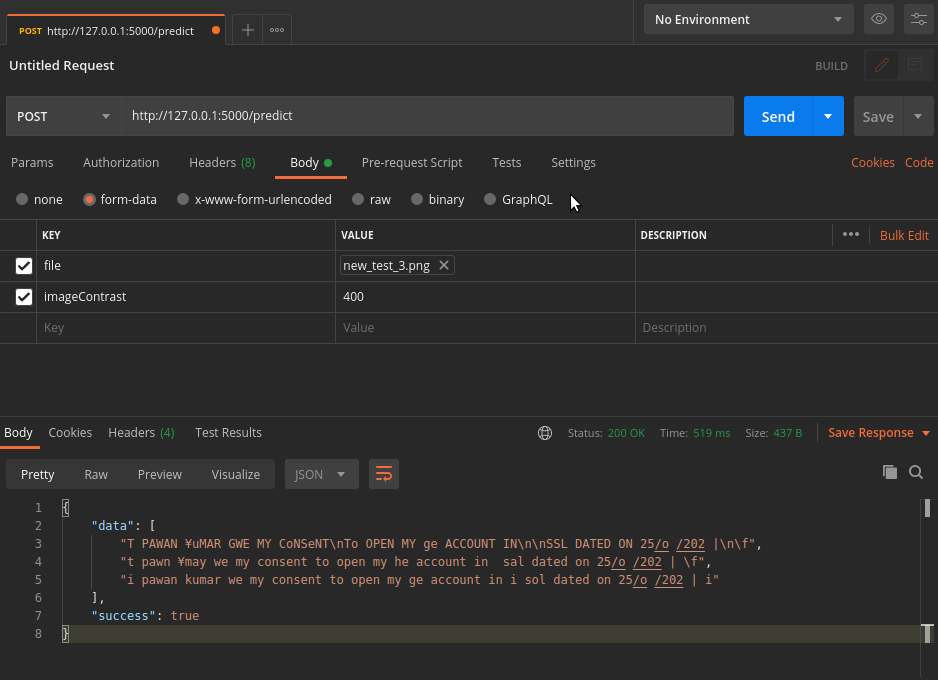 POST http://127.0.0.1:5000/predict
No Environment
Untitled Request
BUILD
POST http://127.0.0.1:5000/predict Send Save
Params Authorization Headers (8) Body Pre-request Script Tests Settings Cookies Code
none form-data x-www-form-urlencoded raw binary GraphQL
KEY VALUE DESCRIPTION ••• Bulk Edit
file new_test_3.png ✕
imageContrast 400
Key Value Description
Body Cookies Headers (4) Test Results Status: 200 OK Time: 519 ms Size: 437 B Save Response
Pretty Raw Preview Visualize JSON
1 {
2 "data": [
3 "T PAWAN ¥uMAR GWE MY CoNSeNT\nTo OPEN MY ge ACCOUNT IN\n\nSSL DATED ON 25/o /202 |\n\f",
4 "t pawn ¥may we my consent to open my he account in  sal dated on 25/o /202 | \f",
5 "i pawan kumar we my consent to open my ge account in i sol dated on 25/o /202 | i"
6 ],
7 "success": true
8 }